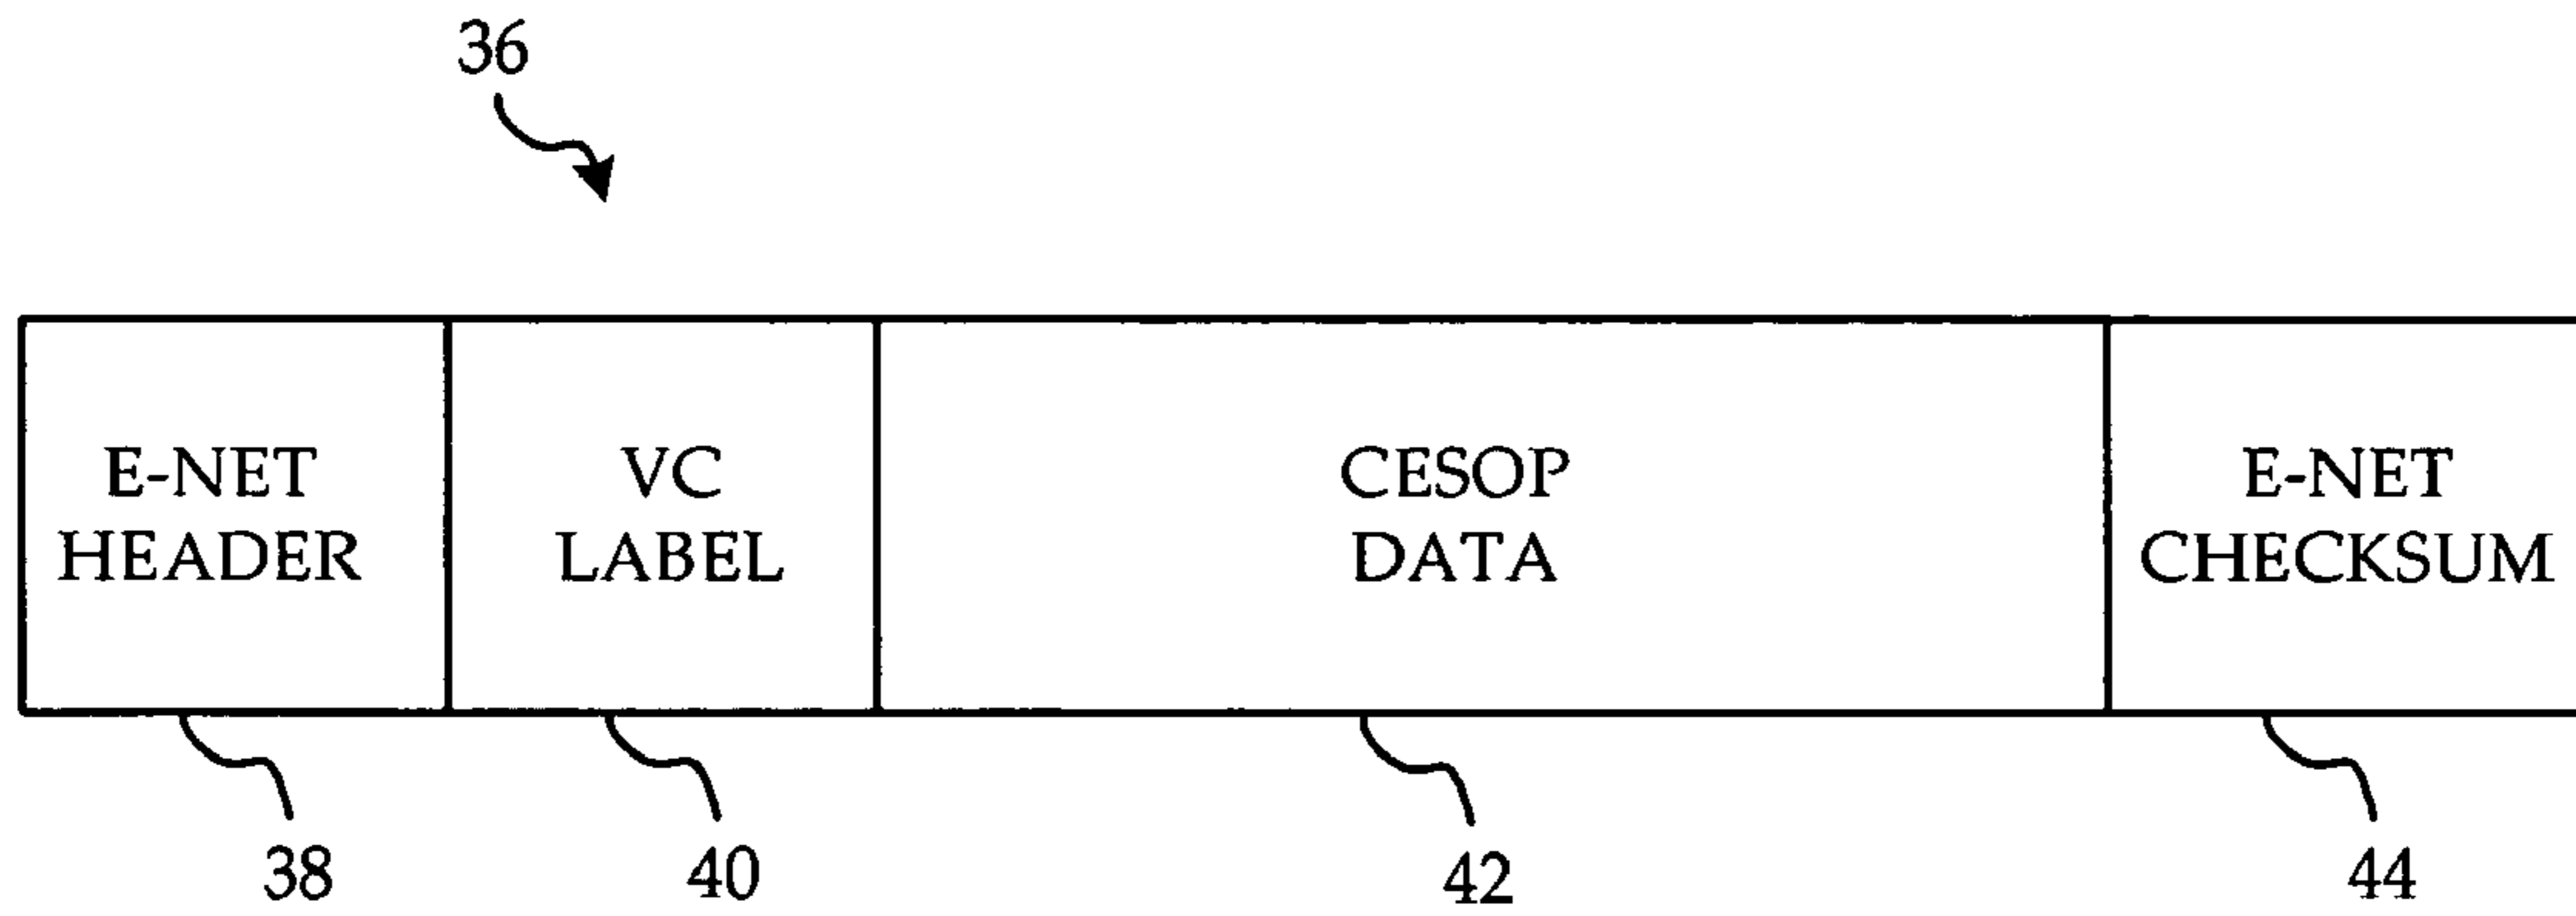 36
E-NET
HEADER
VC
LABEL
CESOP
DATA
E-NET
CHECKSUM
38
40
42
44